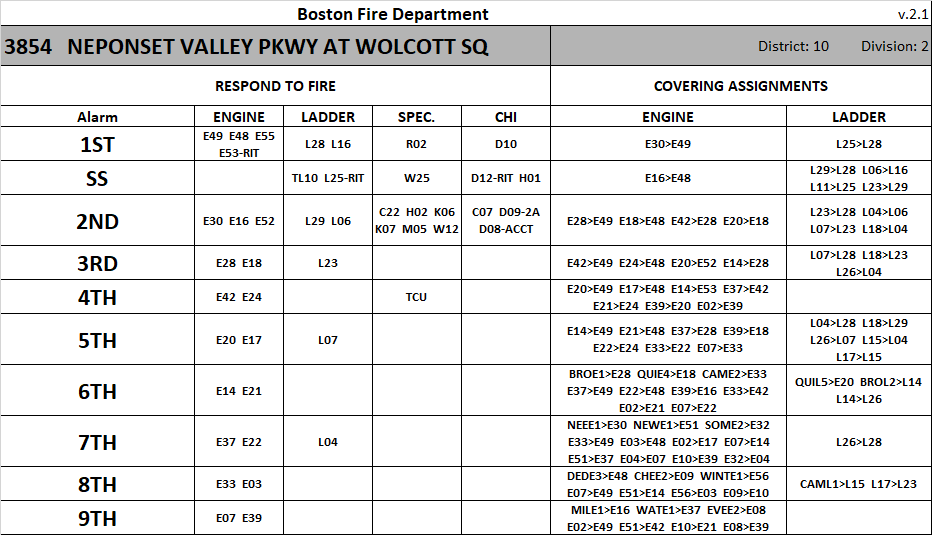 Boston Fire Department v.2.1
3854 NEPONSET VALLEY PKWY AT WOLCOTT SQ District: 10 Division: 2
RESPOND TO FIRE COVERING ASSIGNMENTS
Alarm ENGINE LADDER SPEC. CHI ENGINE LADDER
1ST E49 E48 E55 L28 L16 R02 D10 E30>E49 L25>L28
E53-RIT
SS TL10 L25-RIT W25 D12-RIT H01 E16>E48 L29>L28 L06>L16
L11>L25 L23>L29
2ND E30 E16 E52 L29 L06 C22 H02 K06 C07 D09-2A E28>E49 E18>E48 E42>E28 E20>E18 L23>L28 L04>L06
K07 M05 W12 D08-ACCT L07>L23 L18>L04
3RD E28 E18 L23 E42>E49 E24>E48 E20>E52 E14>E28 L07>L28 L18>L23
L26>L04
4TH E42 E24 TCU E20>E49 E17>E48 E14>E53 E37>E42
E21>E24 E39>E20 E02>E39
5TH E20 E17 L07 E14>E49 E21>E48 E37>E28 E39>E18 L04>L28 L18>L29
E22>E24 E33>E22 E07>E33 L26>L07 L15>L04
L17>L15
6TH E14 E21 BROE1>E28 QUIE4>E18 CAME2>E33 QUIL5>E20 BROL2>L14
E37>E49 E22>E48 E39>E16 E33>E42 L14>L26
E02>E21 E07>E22
7TH E37 E22 L04 NEEE1>E30 NEWE1>E51 SOME2>E32 L26>L28
E33>E49 E03>E48 E02>E17 E07>E14
E51>E37 E04>E07 E10>E39 E32>E04
8TH E33 E03 DEDE3>E48 CHEE2>E09 WINTE1>E56 CAML1>L15 L17>L23
E07>E49 E51>E14 E56>E03 E09>E10
9TH E07 E39 MILE1>E16 WATE1>E37 EVEE2>E08
E02>E49 E51>E42 E10>E21 E08>E39